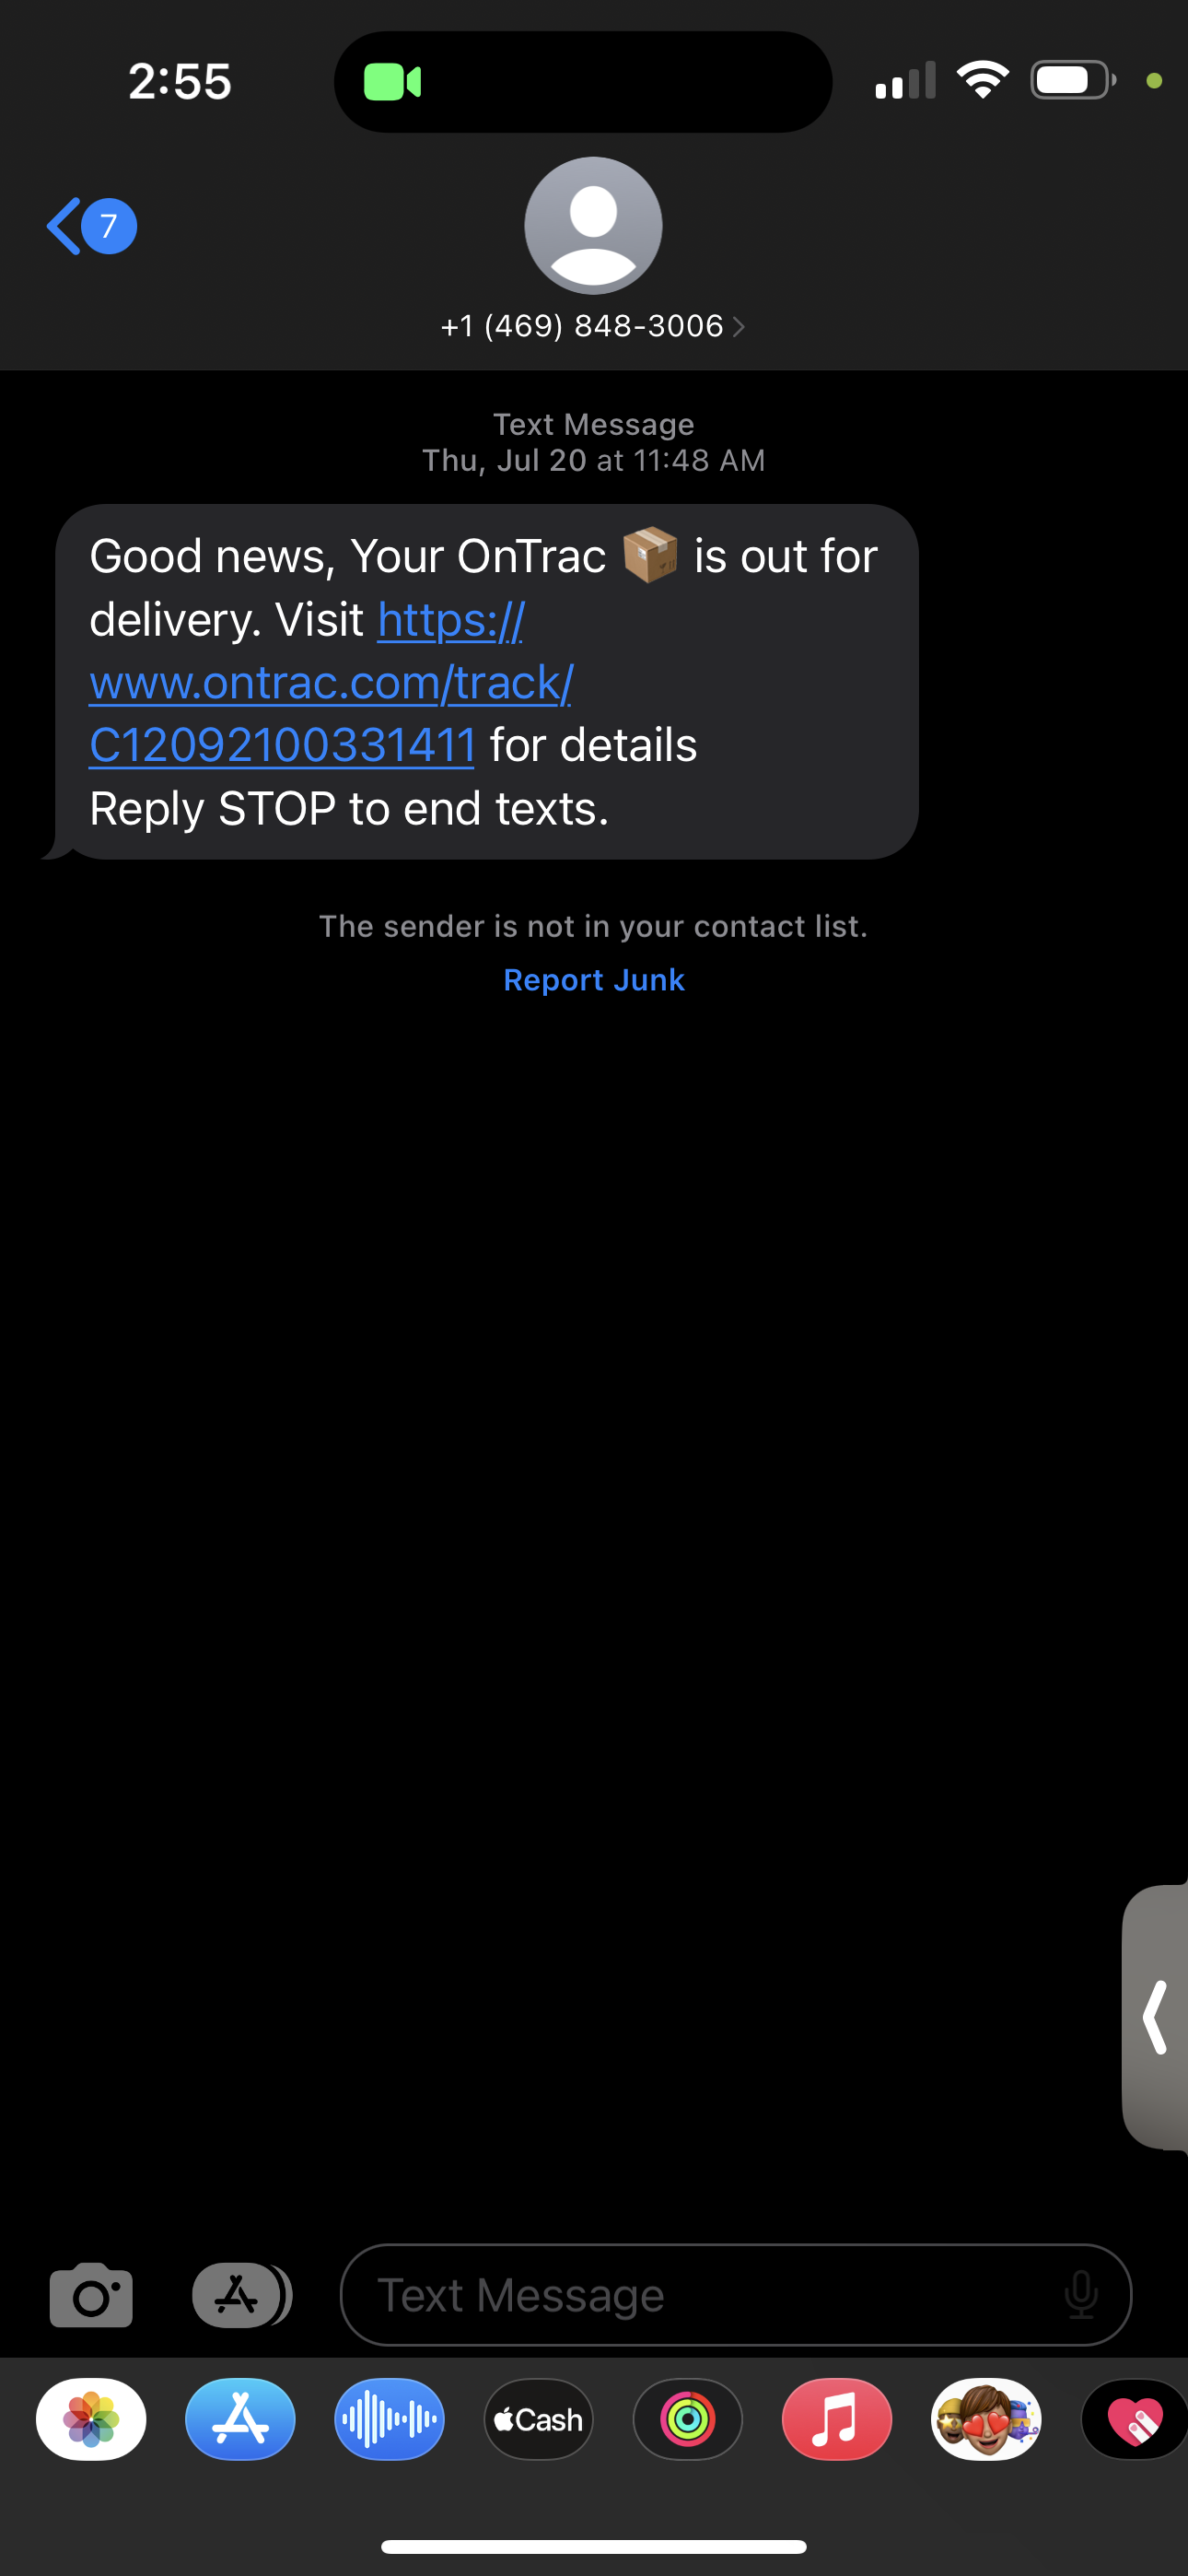 2:55
7
+1 (469) 848-3006
Text Message
Thu, Jul 20 at 11:48 AM
Good news, Your OnTrac 📦 is out for
delivery. Visit https://
www.ontrac.com/track/
C12092100331411 for details
Reply STOP to end texts.
The sender is not in your contact list.
Report Junk
Text Message
Cash